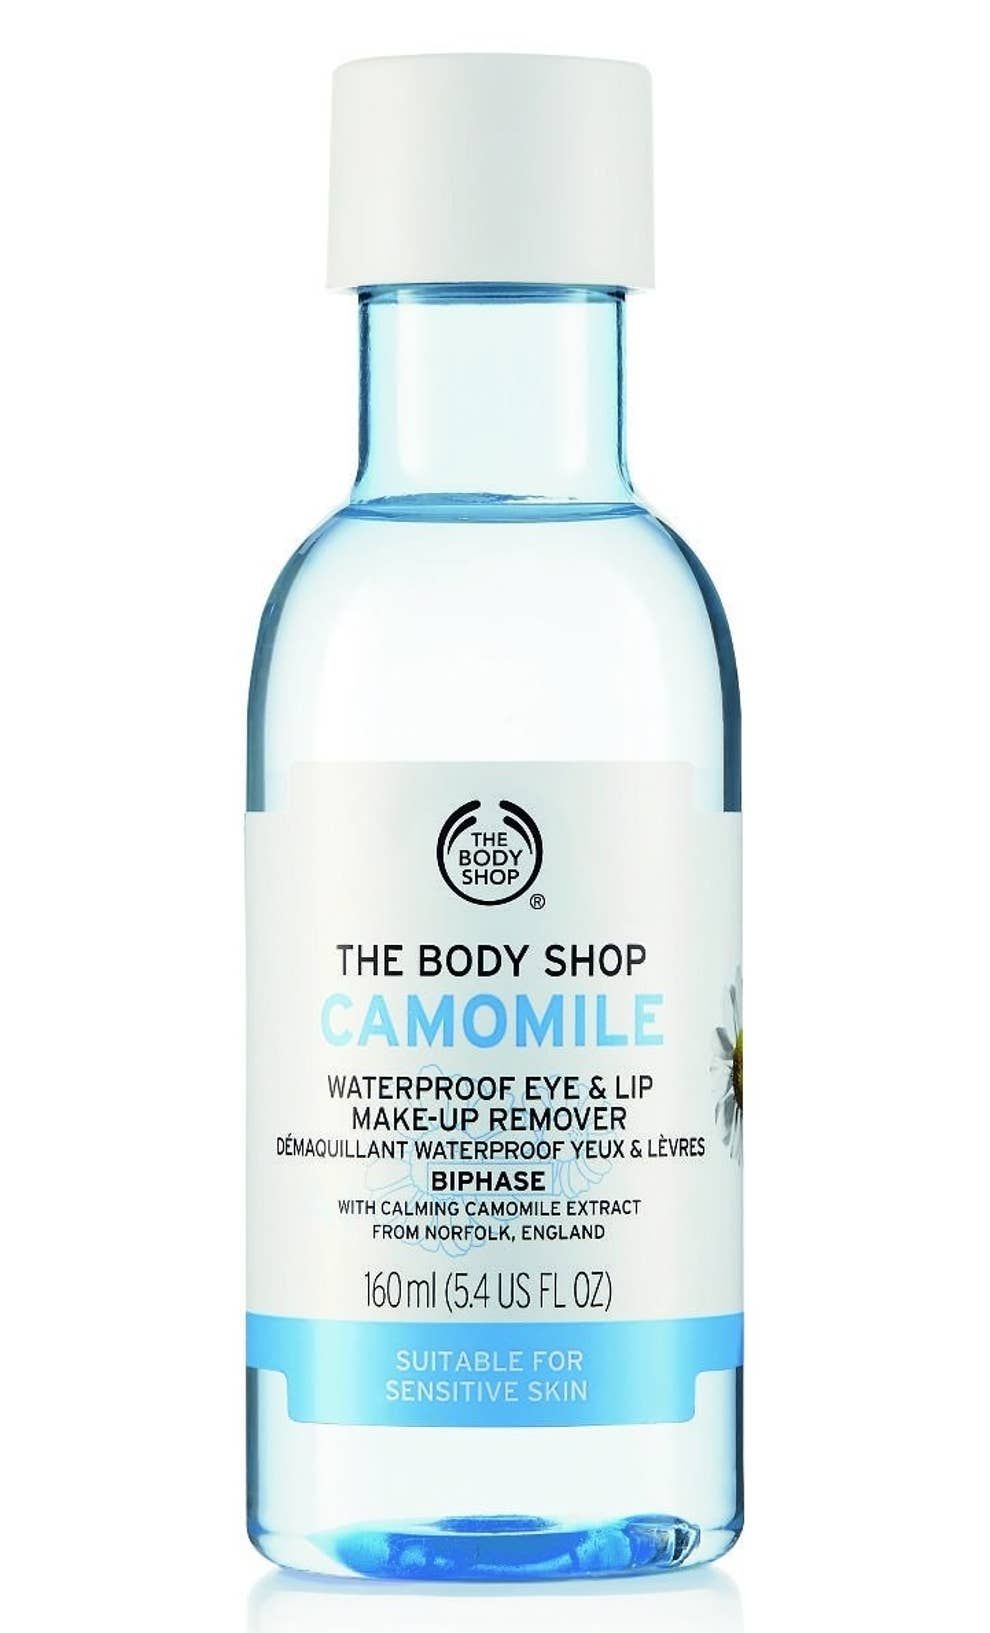 THE
BODY
SHOP
®
THE BODY SHOP
CAMOMILE
WATERPROOF EYE & LIP
MAKE-UP REMOVER
DÉMAQUILLANT WATERPROOF YEUX & LÈVRES
BIPHASE
WITH CALMING CAMOMILE EXTRACT
FROM NORFOLK, ENGLAND
160 ml (5.4 US FL OZ)
SUITABLE FOR
SENSITIVE SKIN